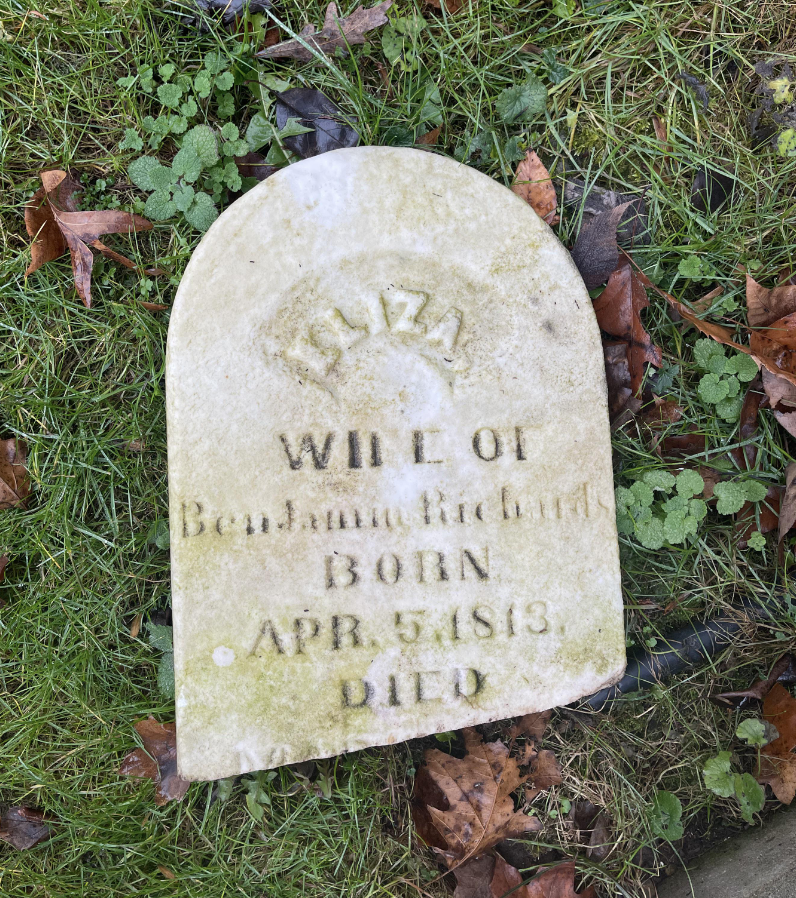 ELIZA
WIFE OF
Benjamin Richards
BORN
APR. 5, 1813.
DIED